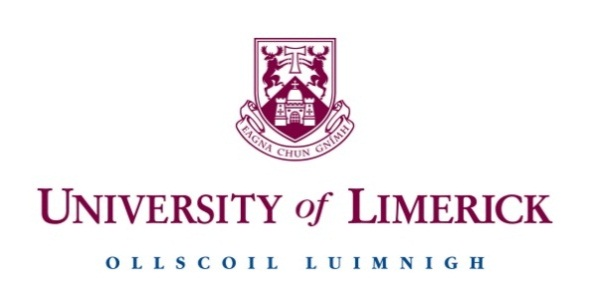 EAGNA CHUN GNÍMH
UNIVERSITY of LIMERICK
OLLSCOIL LUIMNIGH